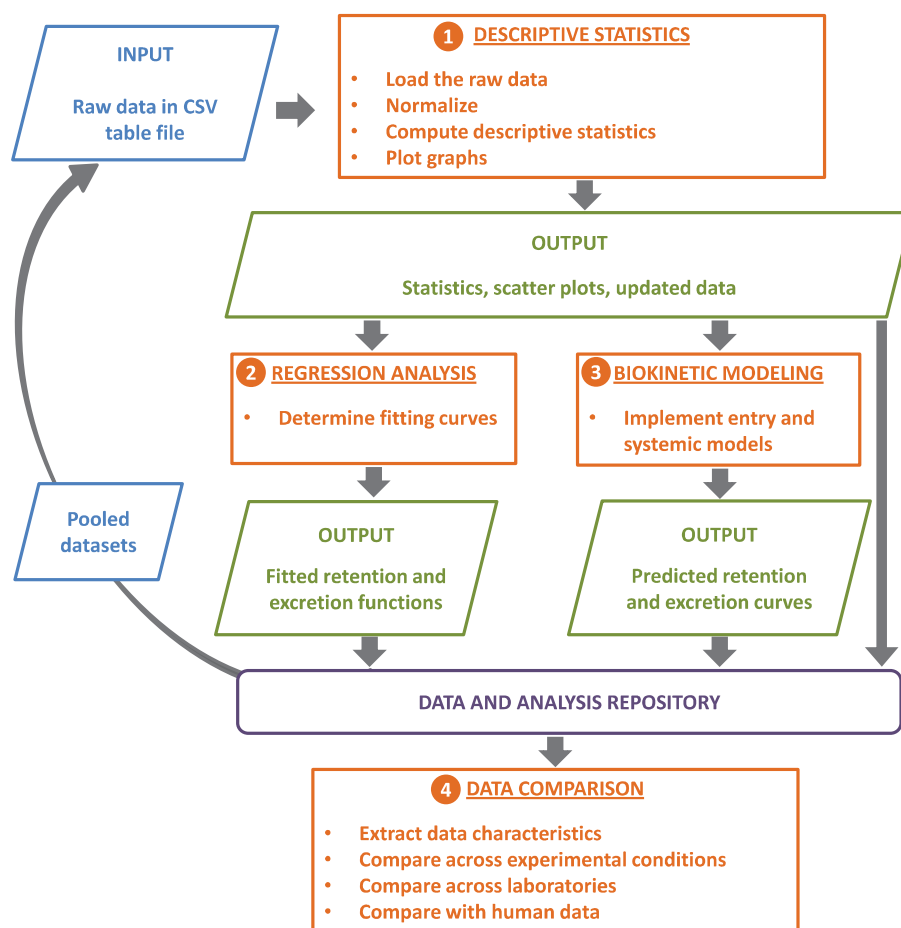 INPUT
Raw data in CSV
table file
1 DESCRIPTIVE STATISTICS
• Load the raw data
• Normalize
• Compute descriptive statistics
• Plot graphs
OUTPUT
Statistics, scatter plots, updated data
2 REGRESSION ANALYSIS
• Determine fitting curves
3 BIOKINETIC MODELING
• Implement entry and
systemic models
Pooled
datasets
OUTPUT
Fitted retention and
excretion functions
OUTPUT
Predicted retention
and excretion curves
DATA AND ANALYSIS REPOSITORY
4 DATA COMPARISON
• Extract data characteristics
• Compare across experimental conditions
• Compare across laboratories
• Compare with human data